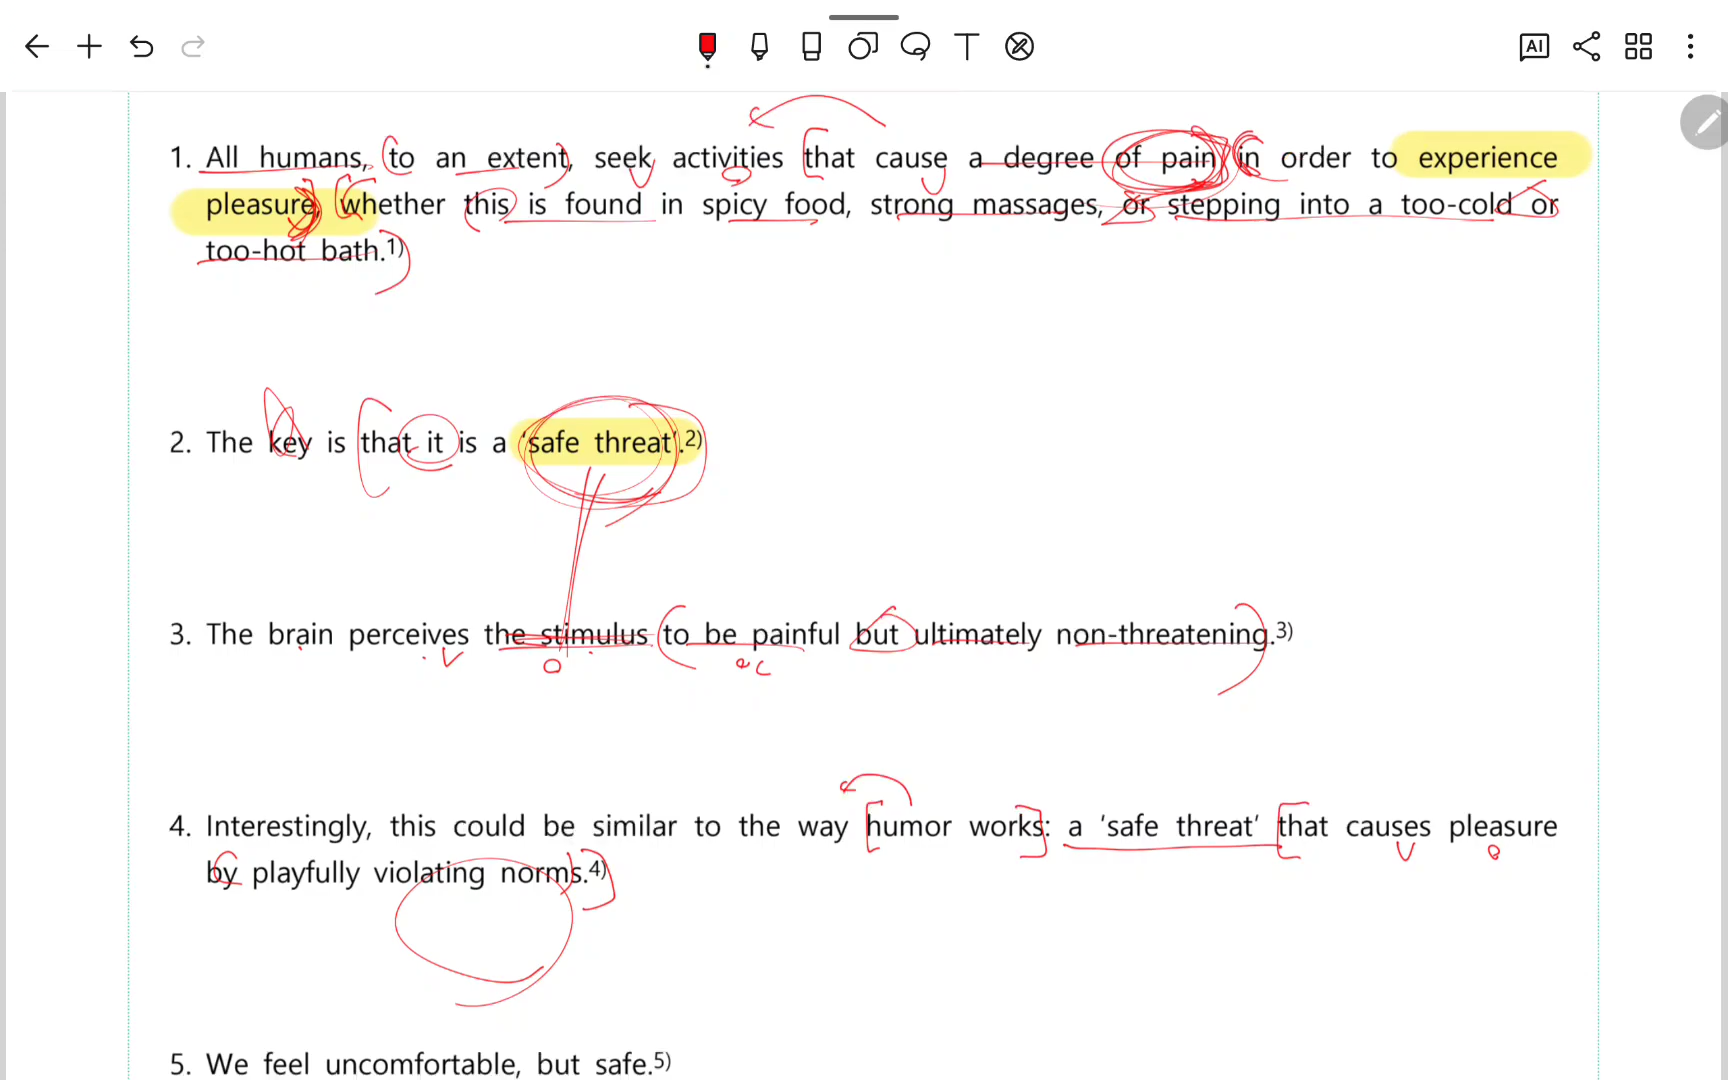 AI
1. All humans, to an extent, seek activities that cause a degree of pain in order to experience
pleasure, whether this is found in spicy food, strong massages, or stepping into a too-cold or
too-hot bath.1)
2. The key is that it is a 'safe threat'.2)
3. The brain perceives the stimulus to be painful but ultimately non-threatening.3)
V
O
OC
4. Interestingly, this could be similar to the way humor works: a 'safe threat' that causes pleasure
V
by playfully violating norms.4)
5. We feel uncomfortable, but safe.5)